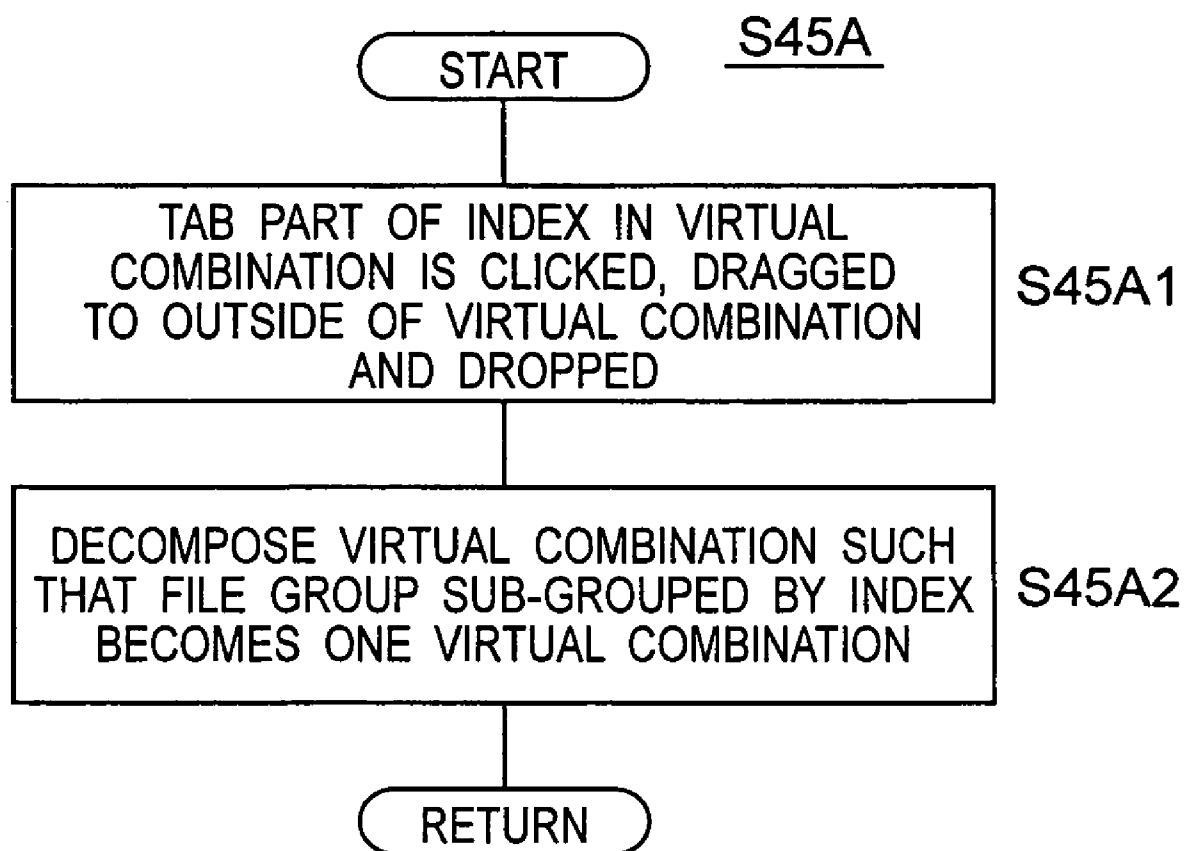 S45A
START
TAB PART OF INDEX IN VIRTUAL
COMBINATION IS CLICKED, DRAGGED
TO OUTSIDE OF VIRTUAL COMBINATION
AND DROPPED
S45A1
DECOMPOSE VIRTUAL COMBINATION SUCH
THAT FILE GROUP SUB-GROUPED BY INDEX
BECOMES ONE VIRTUAL COMBINATION
S45A2
RETURN